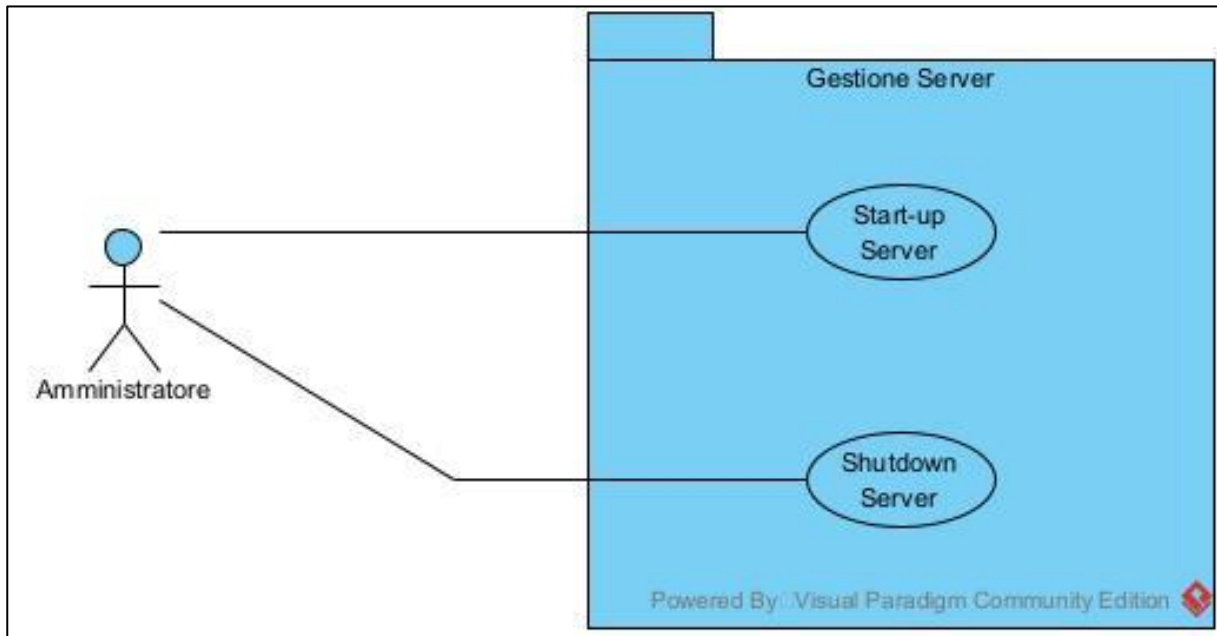 Gestione Server
Start-up
Server
Amministratore
Shutdown
Server
Powered By Visual Paradigm Community Edition